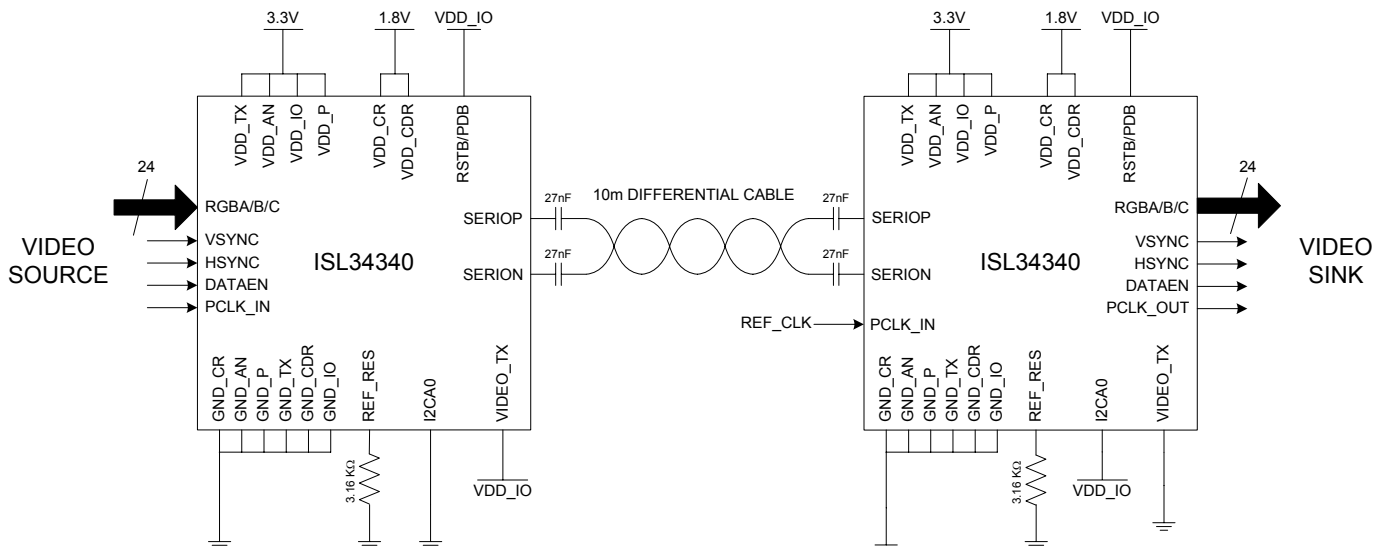 3.3V
1.8V
VDD_IO
VDD_TX
VDD_AN
VDD_IO
VDD_P
VDD_CR
VDD_CDR
RSTB/PDB
24
RGBA/B/C
VSYNC
HSYNC
DATAEN
PCLK_IN
VIDEO
SOURCE
ISL34340
SERIOP
SERION
GND_CR
GND_AN
GND_P
GND_TX
GND_CDR
GND_IO
REF_RES
I2CA0
VIDEO_TX
3.16 KΩ
VDD_IO
27nF
27nF
10m DIFFERENTIAL CABLE
27nF
27nF
REF_CLK
3.3V
1.8V
VDD_IO
VDD_TX
VDD_AN
VDD_IO
VDD_P
VDD_CR
VDD_CDR
RSTB/PDB
SERIOP
SERION
PCLK_IN
ISL34340
24
RGBA/B/C
VSYNC
HSYNC
DATAEN
PCLK_OUT
VIDEO
SINK
GND_CR
GND_AN
GND_P
GND_TX
GND_CDR
GND_IO
REF_RES
I2CA0
VIDEO_TX
3.16 KΩ
VDD_IO